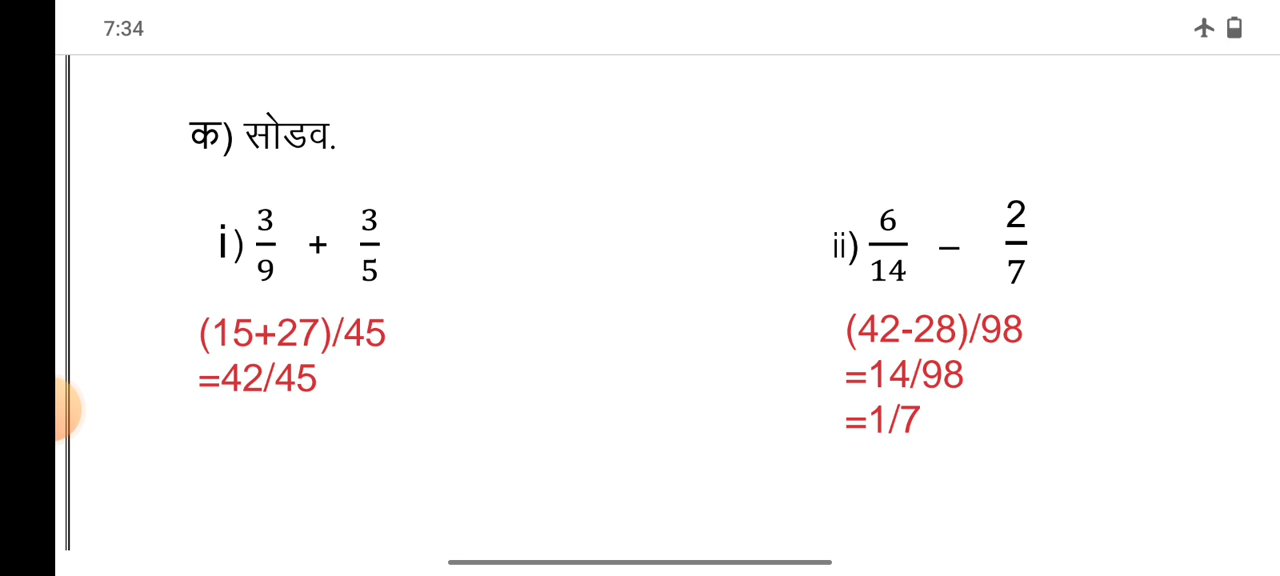 7:34
क) सोडव.
i) 3/9 + 3/5
ii) 6/14 – 2/7
(15+27)/45
=42/45
(42-28)/98
=14/98
=1/7